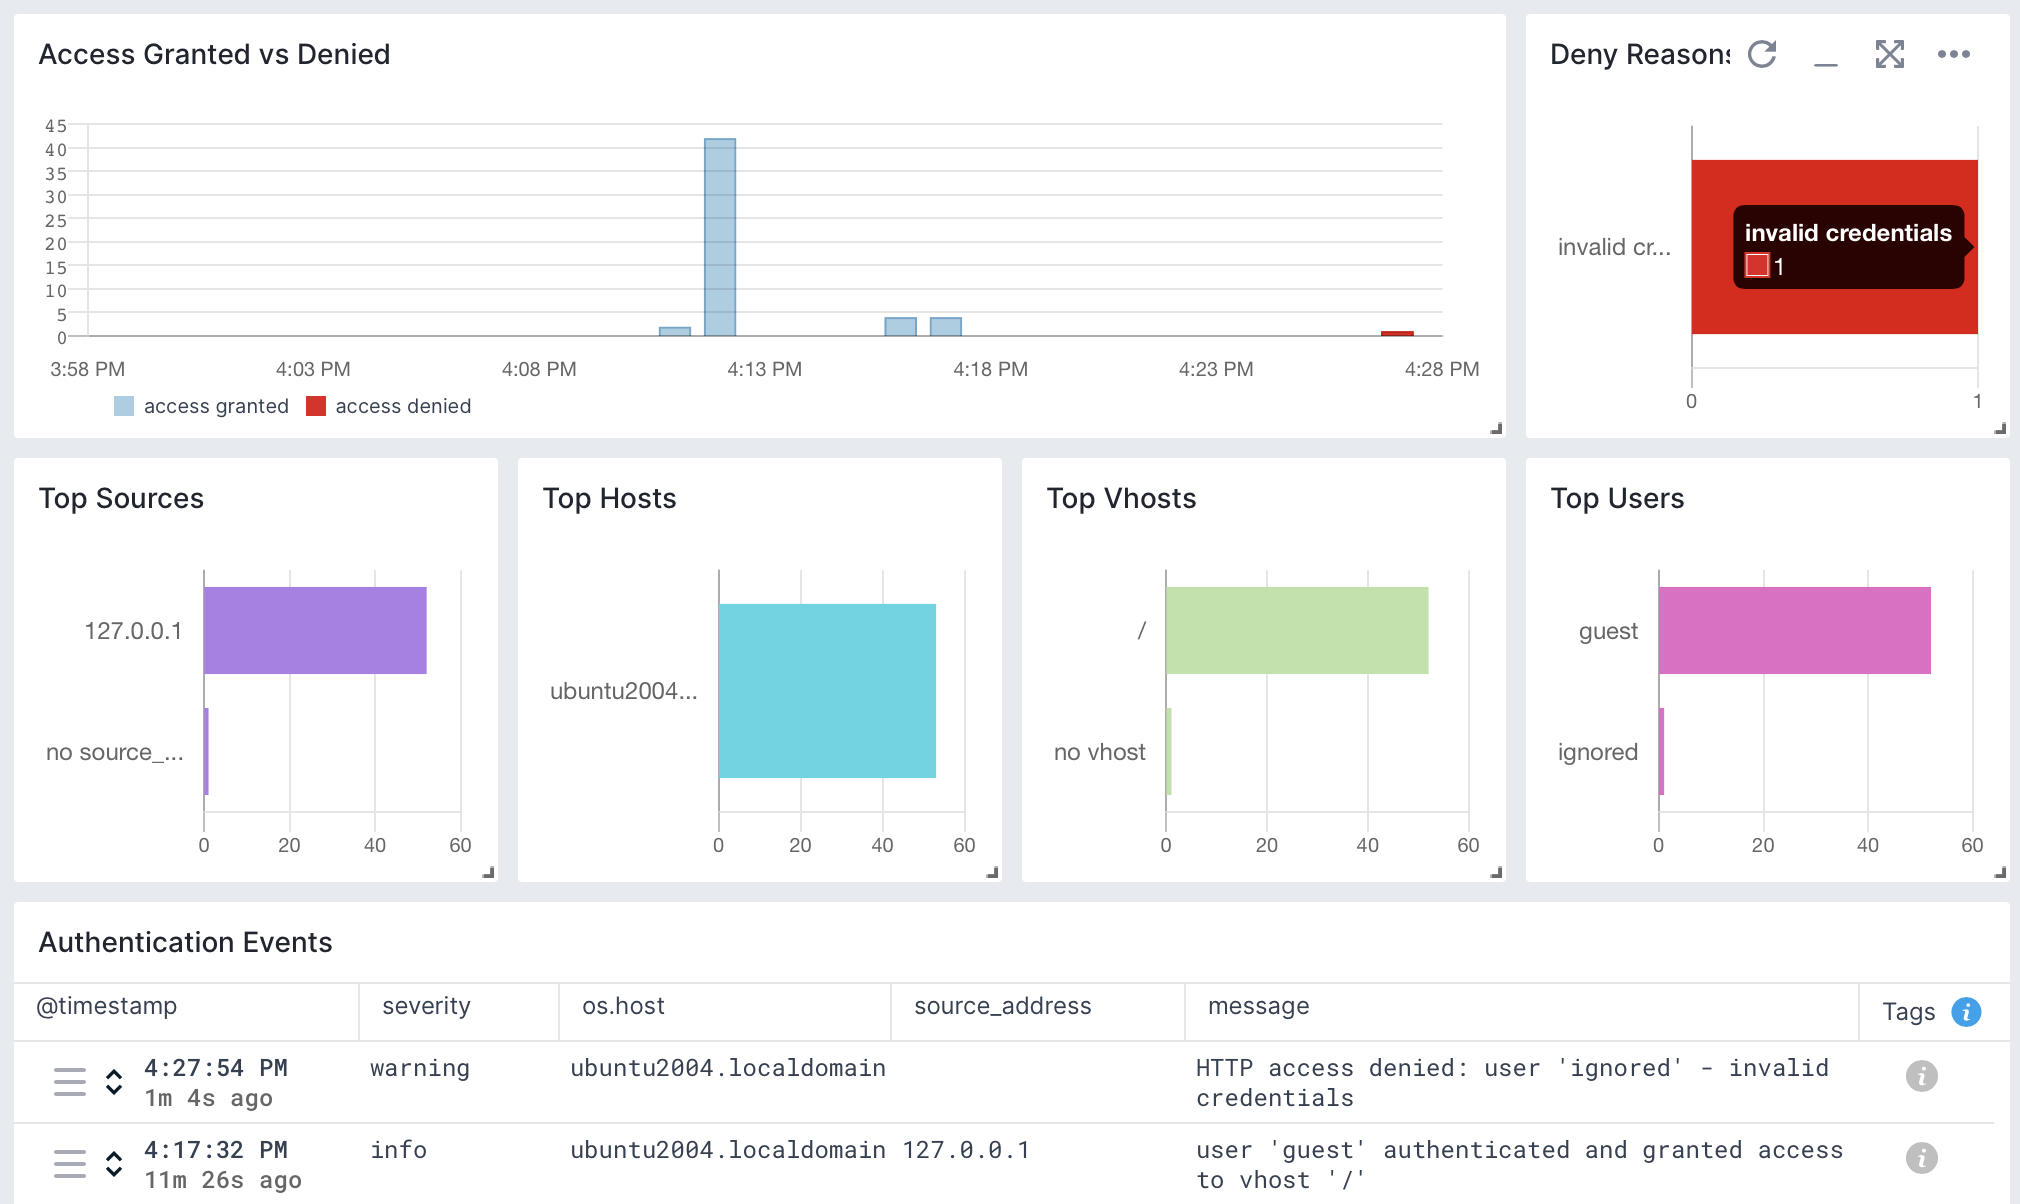 Access Granted vs Denied
45
40
35
30
25
20
15
10
5
0
3:58 PM 4:03 PM 4:08 PM 4:13 PM 4:18 PM 4:23 PM 4:28 PM
access granted access denied
Deny Reasons
invalid cr...
invalid credentials
1
0 1
Top Sources
127.0.0.1
no source_...
0 20 40 60
Top Hosts
ubuntu2004...
0 20 40 60
Top Vhosts
/
no vhost
0 20 40 60
Top Users
guest
ignored
0 20 40 60
Authentication Events
@timestamp severity os.host source_address message Tags i
4:27:54 PM warning ubuntu2004.localdomain HTTP access denied: user 'ignored' - invalid i
1m 4s ago credentials
4:17:32 PM info ubuntu2004.localdomain 127.0.0.1 user 'guest' authenticated and granted access i
11m 26s ago to vhost '/'